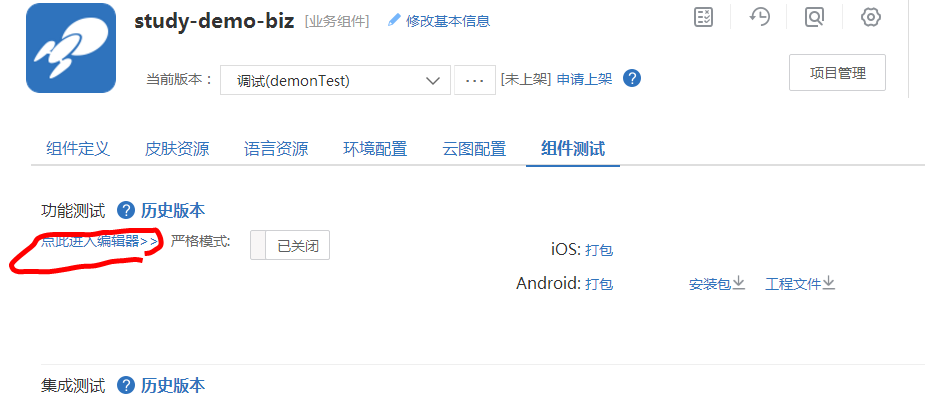 study-demo-biz [业务组件] 修改基本信息
当前版本： 调试(demonTest) ... [未上架] 申请上架 ? 项目管理
组件定义 皮肤资源 语言资源 环境配置 云图配置 组件测试
功能测试 ? 历史版本
点此进入编辑器>> 严格模式: 已关闭
iOS: 打包
Android: 打包 安装包 工程文件
集成测试 ? 历史版本